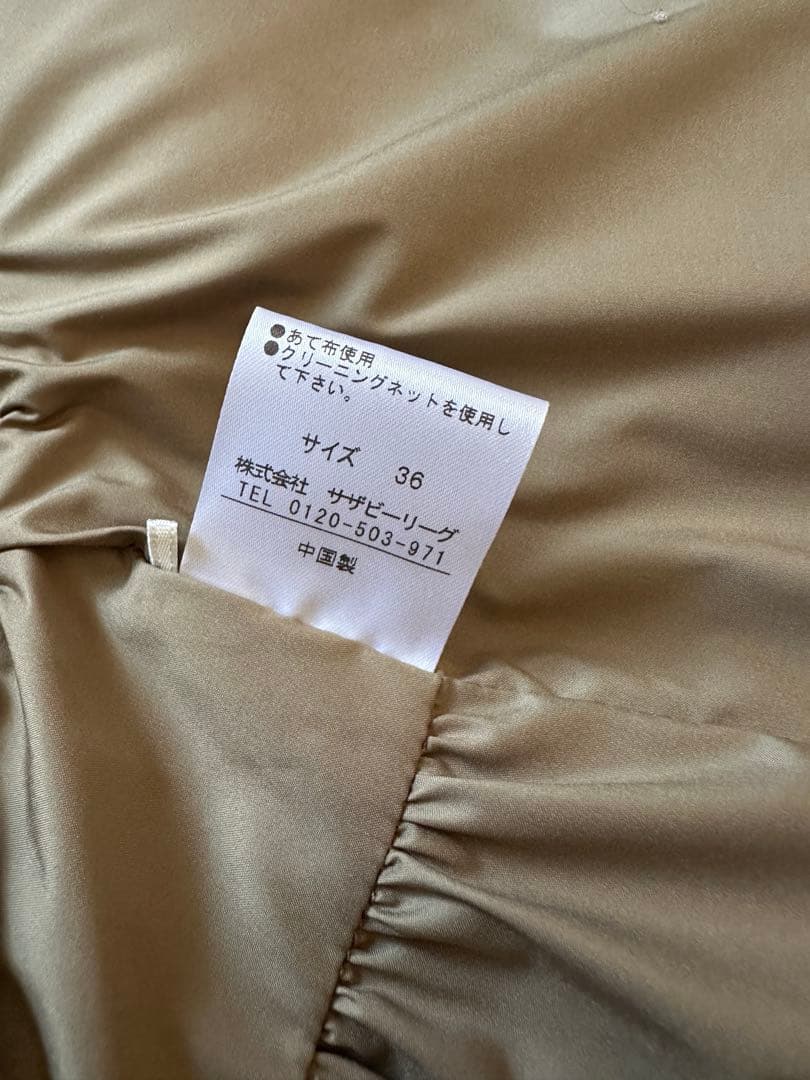 ●あて布使用
●クリーニングネットを使用し
て下さい。
サイズ 36
株式会社 サザビーリーグ
TEL 0120-503-971
中国製